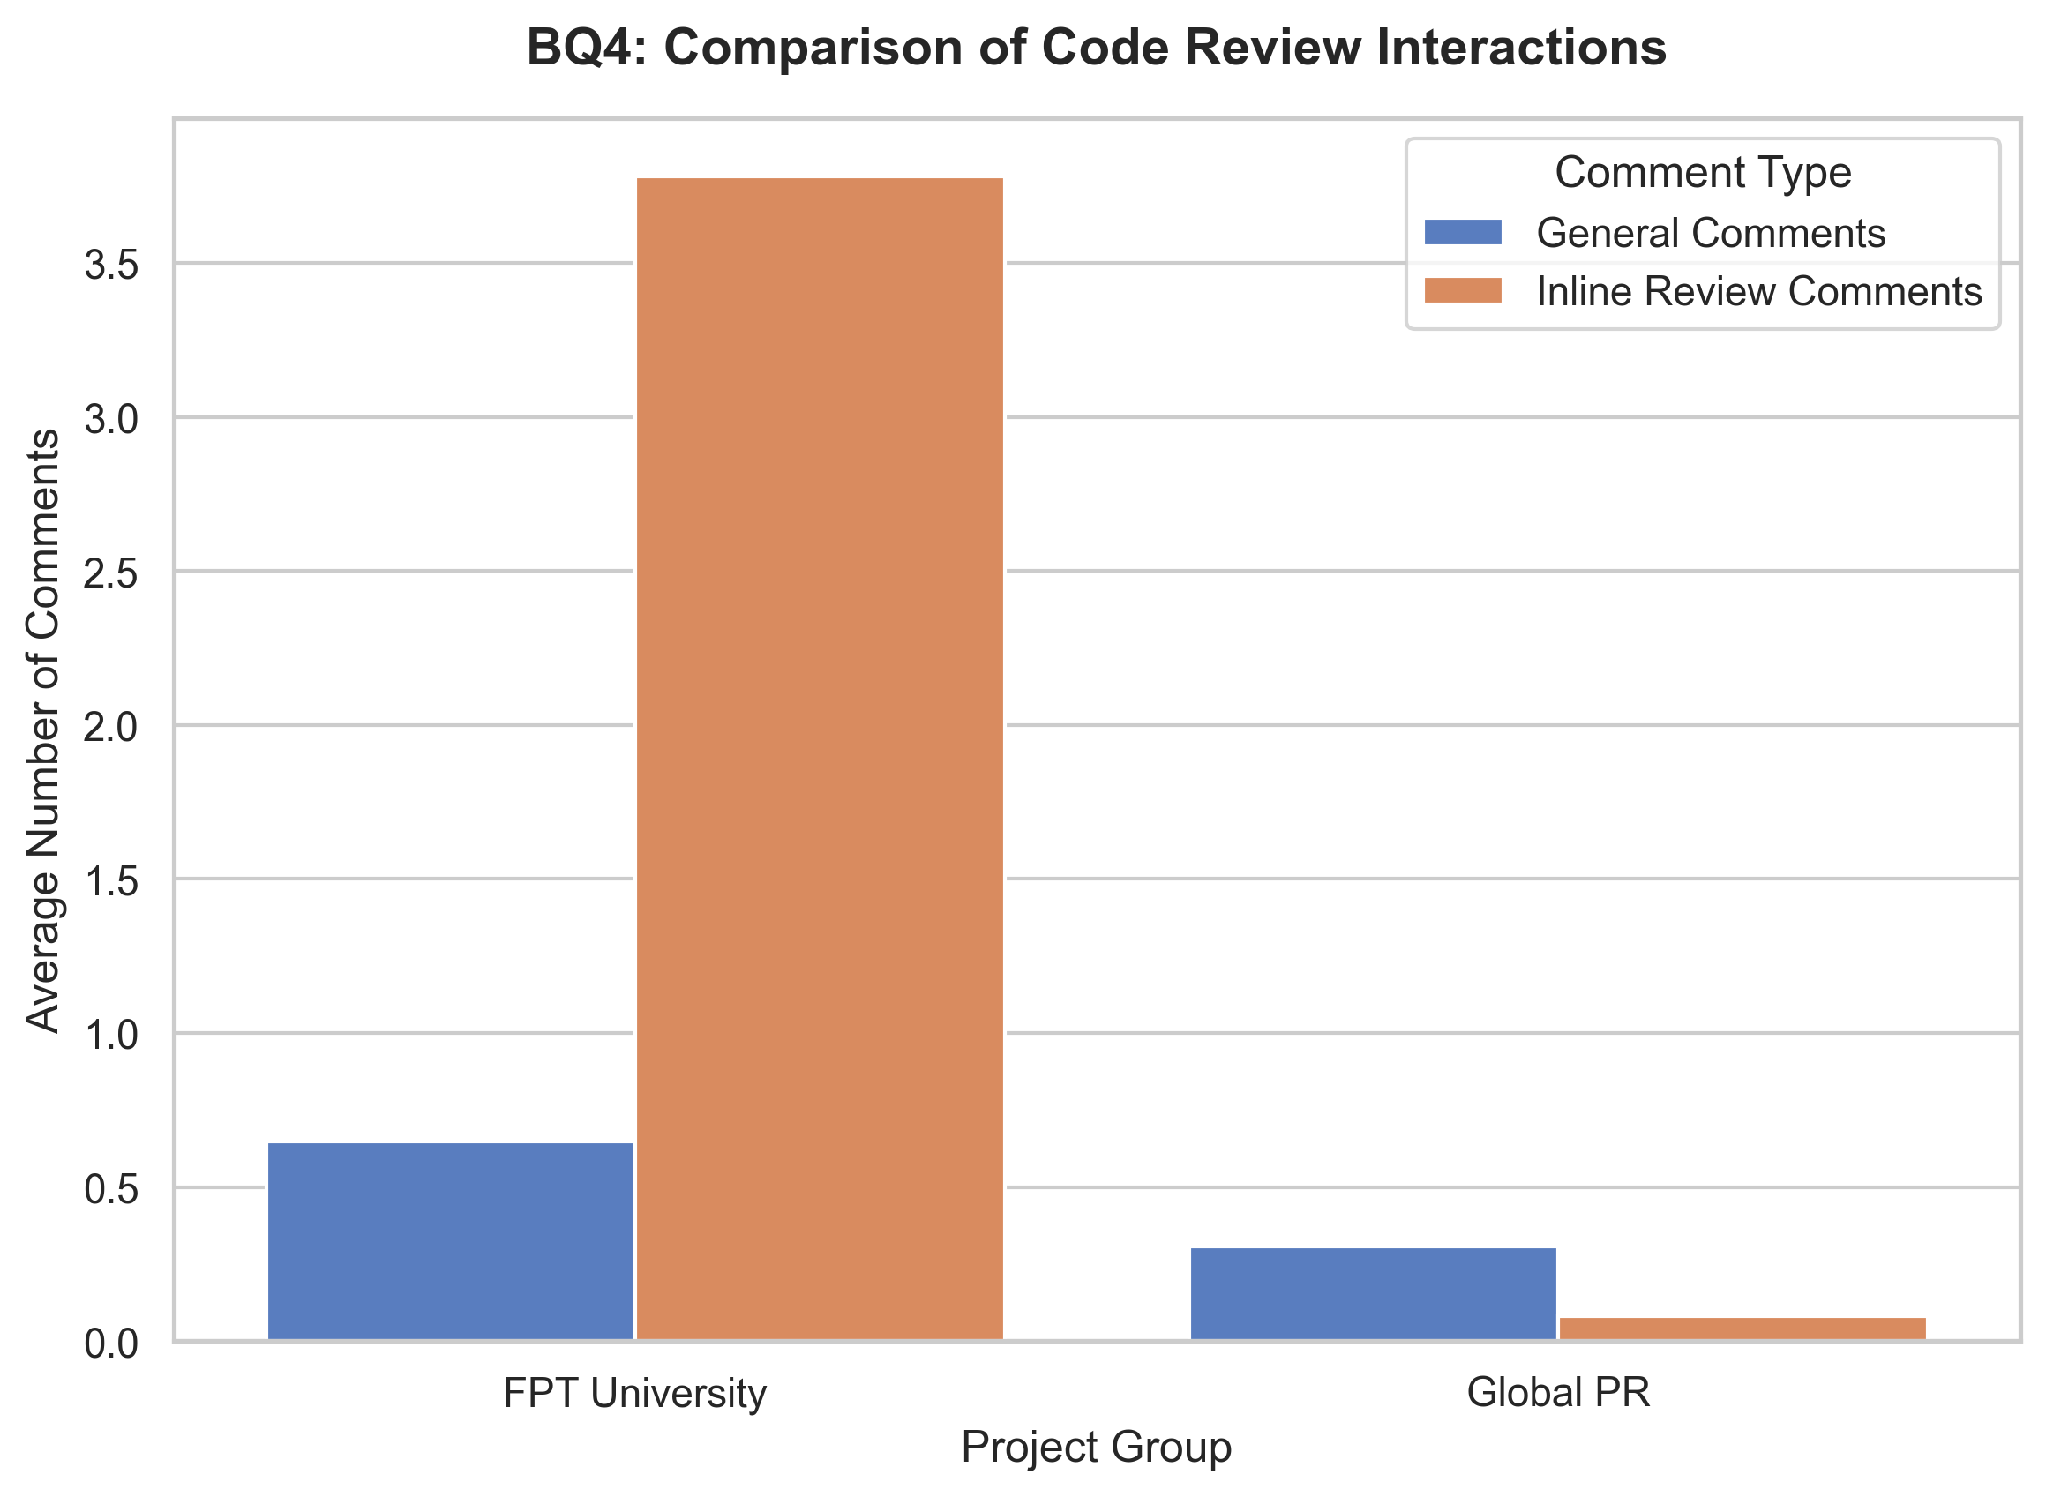 BQ4: Comparison of Code Review Interactions
Comment Type
General Comments
Inline Review Comments
Average Number of Comments
3.5
3.0
2.5
2.0
1.5
1.0
0.5
0.0
FPT University
Global PR
Project Group